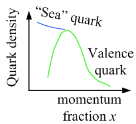 “Sea” quark
Quark density
Valence
quark
momentum
fraction x